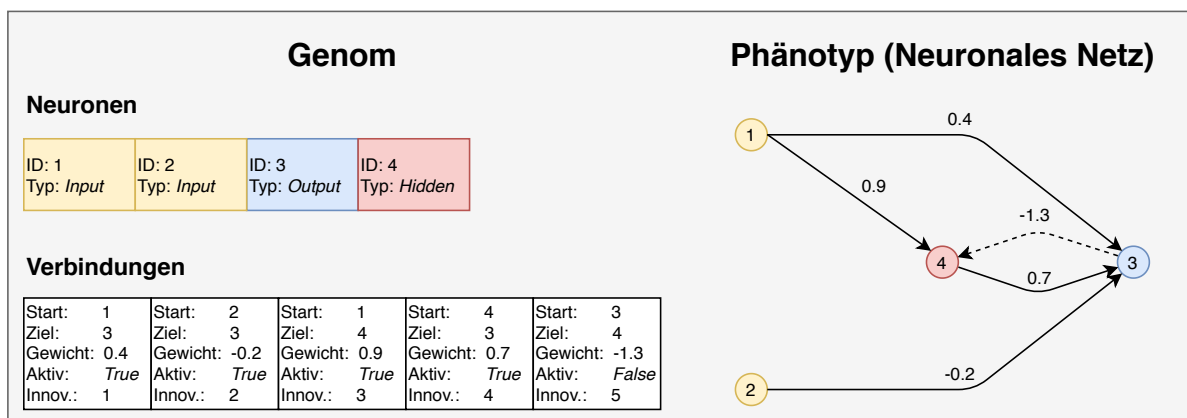 Genom
Neuronen
ID: 1 ID: 2 ID: 3 ID: 4
Typ: Input Typ: Input Typ: Output Typ: Hidden
Verbindungen
Start: 1 Start: 2 Start: 1 Start: 4 Start: 3
Ziel: 3 Ziel: 3 Ziel: 4 Ziel: 3 Ziel: 4
Gewicht: 0.4 Gewicht: -0.2 Gewicht: 0.9 Gewicht: 0.7 Gewicht: -1.3
Aktiv: True Aktiv: True Aktiv: True Aktiv: True Aktiv: False
Innov.: 1 Innov.: 2 Innov.: 3 Innov.: 4 Innov.: 5
Phänotyp (Neuronales Netz)
0.4
1
0.9
-1.3
4
3
0.7
-0.2
2